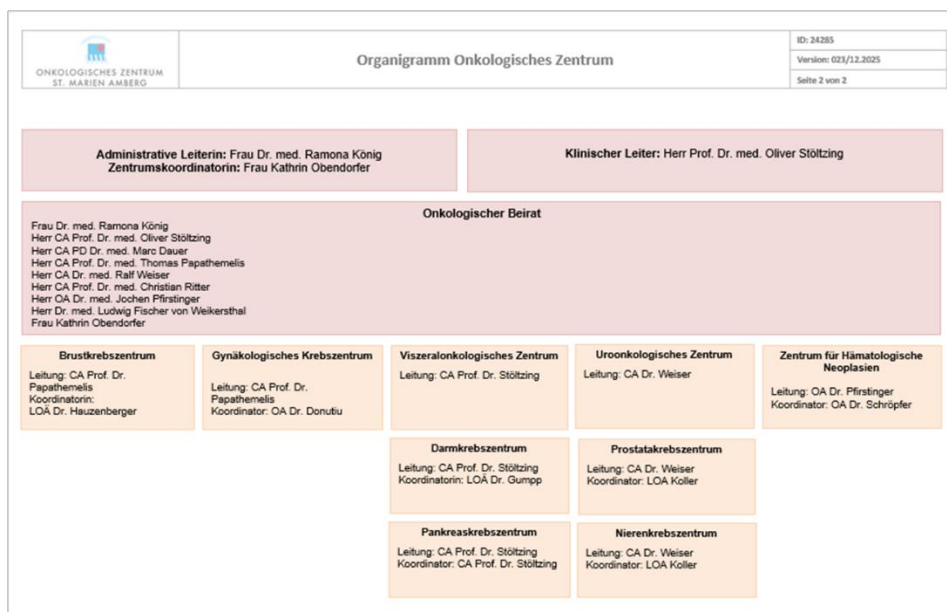 ONKOLOGISCHES ZENTRUM
ST. MARIEN AMBERG
Organigramm Onkologisches Zentrum
ID: 24285
Version: 023/12.2025
Seite 2 von 2
Administrative Leiterin: Frau Dr. med. Ramona König
Zentrumskoordinatorin: Frau Kathrin Obendorfer
Klinischer Leiter: Herr Prof. Dr. med. Oliver Stöltzing
Onkologischer Beirat
Frau Dr. med. Ramona König
Herr CA Prof. Dr. med. Oliver Stöltzing
Herr CA PD Dr. med. Marc Dauer
Herr CA Prof. Dr. med. Thomas Papathemelis
Herr CA Dr. med. Ralf Weiser
Herr CA Prof. Dr. med. Christian Ritter
Herr OA Dr. med. Jochen Pfirstinger
Herr Dr. med. Ludwig Fischer von Weikersthal
Frau Kathrin Obendorfer
Brustkrebszentrum
Leitung: CA Prof. Dr.
Papathemelis
Koordinatorin:
LOÄ Dr. Hauzenberger
Gynäkologisches Krebszentrum
Leitung: CA Prof. Dr.
Papathemelis
Koordinator: OA Dr. Donutiu
Viszeralonkologisches Zentrum
Leitung: CA Prof. Dr. Stöltzing
Uroonkologisches Zentrum
Leitung: CA Dr. Weiser
Zentrum für Hämatologische
Neoplasien
Leitung: OA Dr. Pfirstinger
Koordinator: OA Dr. Schröpfer
Darmkrebszentrum
Leitung: CA Prof. Dr. Stöltzing
Koordinatorin: LOÄ Dr. Gumpp
Prostatakrebszentrum
Leitung: CA Dr. Weiser
Koordinator: LOA Koller
Pankreaskrebszentrum
Leitung: CA Prof. Dr. Stöltzing
Koordinator: CA Prof. Dr. Stöltzing
Nierenkrebszentrum
Leitung: CA Dr. Weiser
Koordinator: LOA Koller